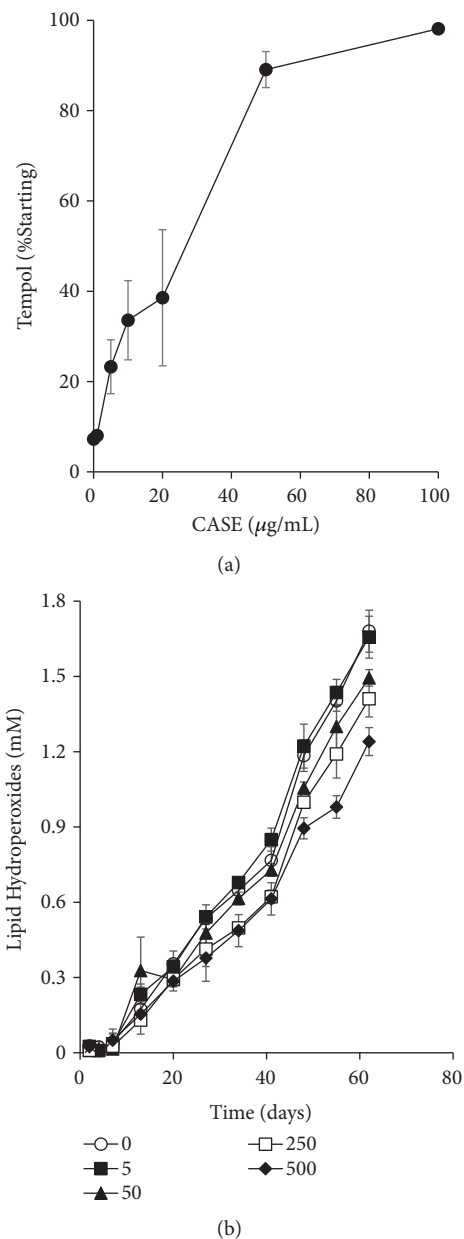 100
80
60
40
20
0
Tempol (%Starting)
0 20 40 60 80 100
CASE (μg/mL)
(a)
1.8
1.5
1.2
0.9
0.6
0.3
0
Lipid Hydroperoxides (mM)
0 20 40 60 80
Time (days)
0 250
5 500
50
(b)